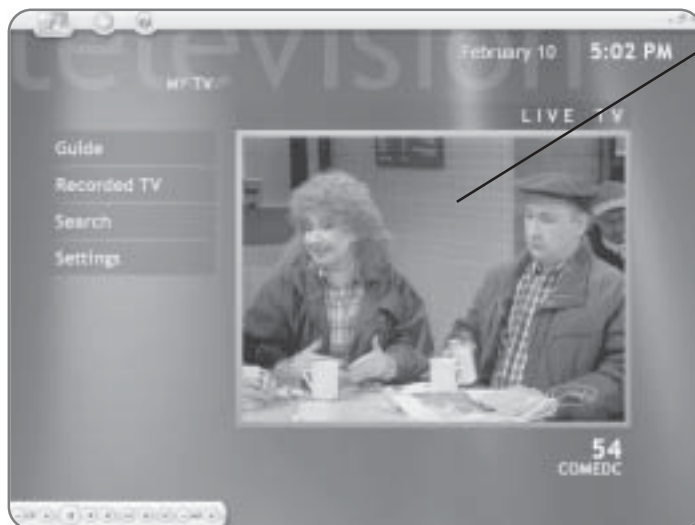 television
February 10 5:02 PM
MY TV
LIVE TV
Guide
Recorded TV
Search
Settings
54
COMEDC